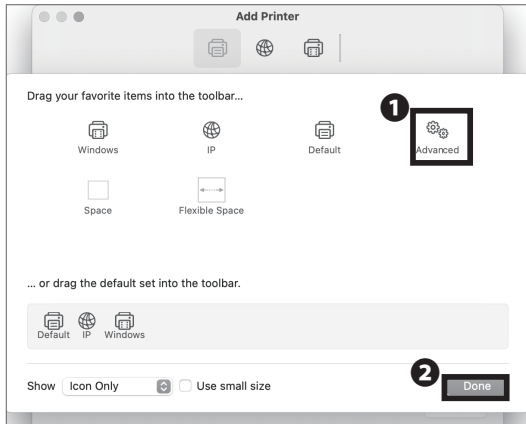 Add Printer
Drag your favorite items into the toolbar...
1
Windows IP Default Advanced
Space Flexible Space
... or drag the default set into the toolbar.
Default IP Windows
Show Icon Only Use small size
2
Done